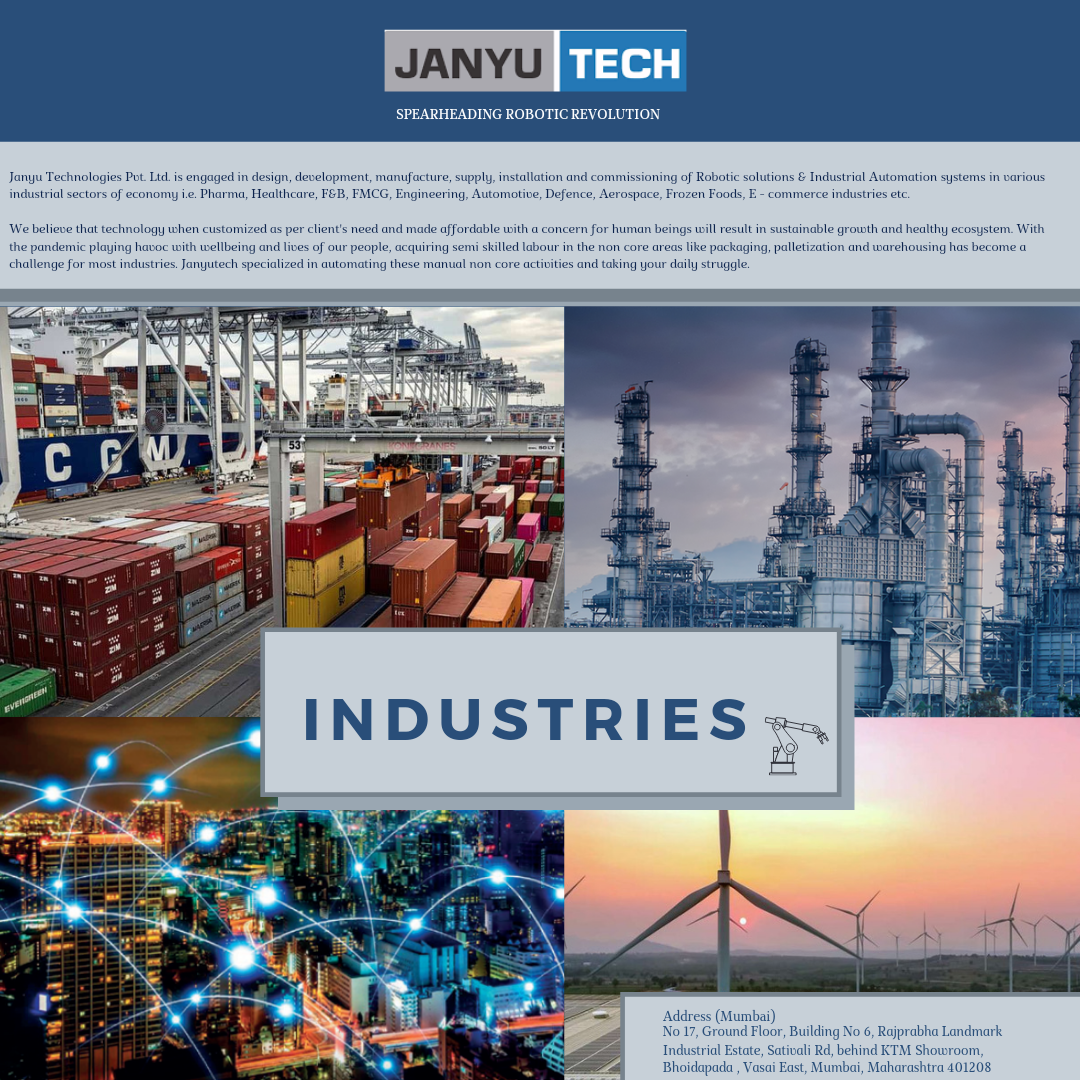 JANYU TECH
SPEARHEADING ROBOTIC REVOLUTION
Janyu Technologies Pvt. Ltd. is engaged in design, development, manufacture, supply, installation and commissioning of Robotic solutions & Industrial Automation systems in various
industrial sectors of economy i.e. Pharma, Healthcare, F&B, FMCG, Engineering, Automotive, Defence, Aerospace, Frozen Foods, E - commerce industries etc.
We believe that technology when customized as per client's need and made affordable with a concern for human beings will result in sustainable growth and healthy ecosystem. With
the pandemic playing havoc with wellbeing and lives of our people, acquiring semi skilled labour in the non core areas like packaging, palletization and warehousing has become a
challenge for most industries. Janyutech specialized in automating these manual non core activities and taking your daily struggle.
53
KONECRANES
C G M
MAERSK
ZIM
EVERGREEN
INDUSTRIES
Address (Mumbai)
No 17, Ground Floor, Building No 6, Rajprabha Landmark
Industrial Estate, Sativali Rd, behind KTM Showroom,
Bhoidapada , Vasai East, Mumbai, Maharashtra 401208